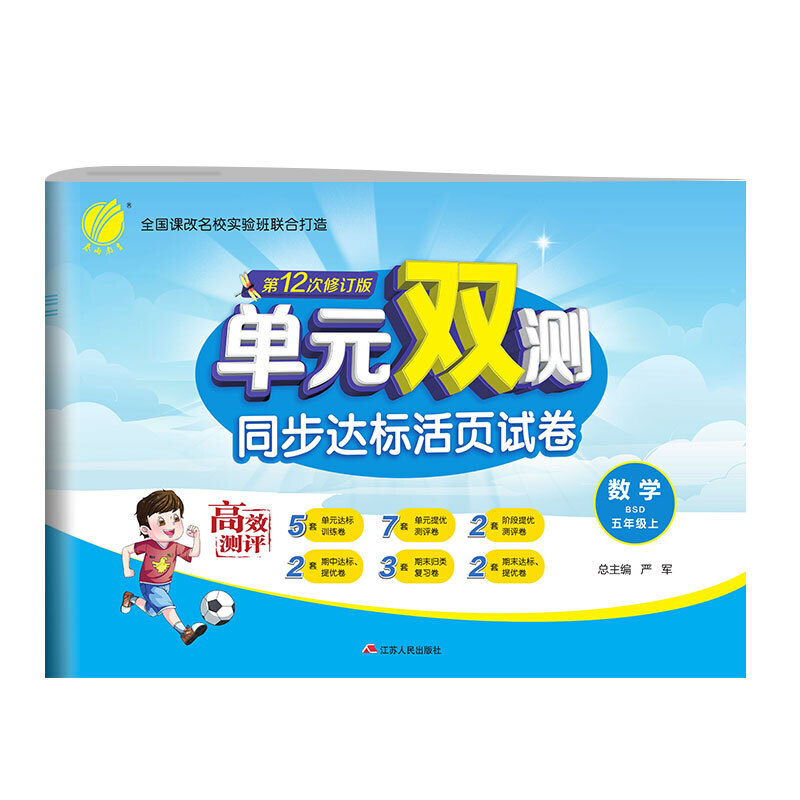 春雨教育
®
全国课改名校实验班联合打造
第12次修订版
单元双测
同步达标活页试卷
数学
BSD
五年级上
高效
测评
5套 单元达标训练卷
7套 单元提优测评卷
2套 阶段提优测评卷
2套 期中达标、提优卷
3套 期末归类复习卷
2套 期末达标、提优卷
总主编 严军
江苏人民出版社